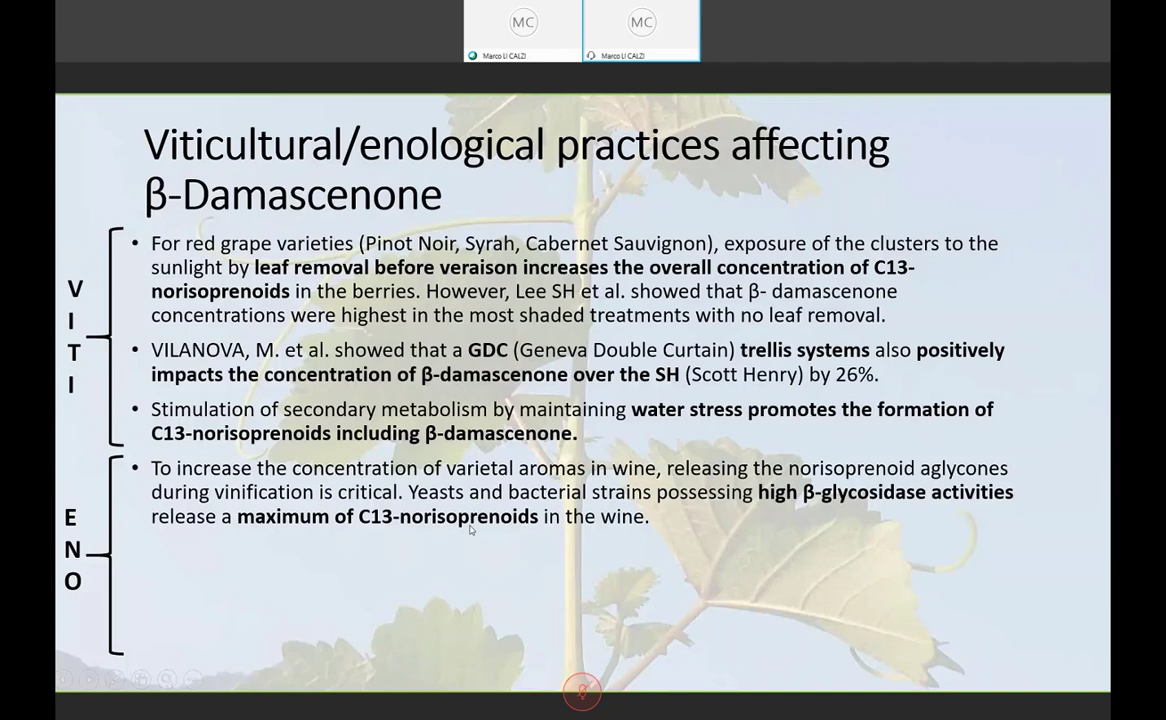 MC
MC
Marco LI CALZI
Marco LI CALZI
Viticultural/enological practices affecting
β-Damascenone
VITI
• For red grape varieties (Pinot Noir, Syrah, Cabernet Sauvignon), exposure of the clusters to the
sunlight by leaf removal before veraison increases the overall concentration of C13-
norisoprenoids in the berries. However, Lee SH et al. showed that β- damascenone
concentrations were highest in the most shaded treatments with no leaf removal.
• VILANOVA, M. et al. showed that a GDC (Geneva Double Curtain) trellis systems also positively
impacts the concentration of β-damascenone over the SH (Scott Henry) by 26%.
• Stimulation of secondary metabolism by maintaining water stress promotes the formation of
C13-norisoprenoids including β-damascenone.
ENO
• To increase the concentration of varietal aromas in wine, releasing the norisoprenoid aglycones
during vinification is critical. Yeasts and bacterial strains possessing high β-glycosidase activities
release a maximum of C13-norisoprenoids in the wine.